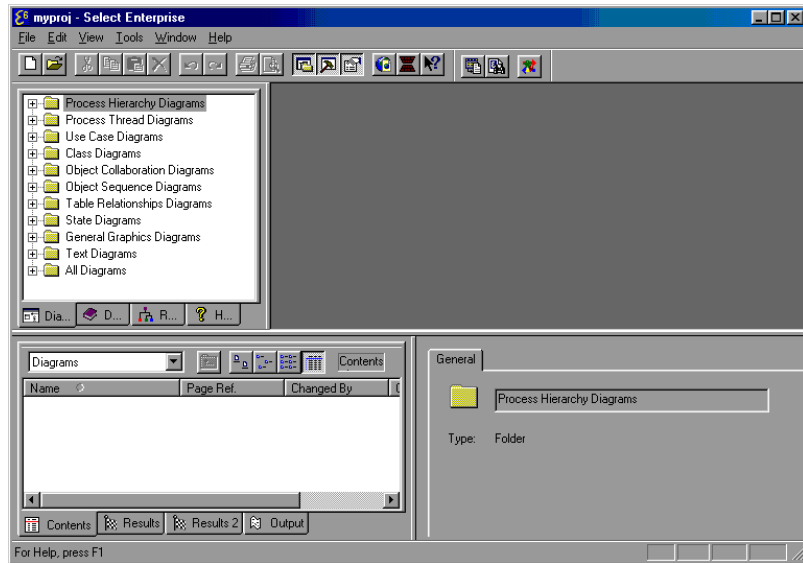 myproj - Select Enterprise
File Edit View Tools Window Help
Process Hierarchy Diagrams
Process Thread Diagrams
Use Case Diagrams
Class Diagrams
Object Collaboration Diagrams
Object Sequence Diagrams
Table Relationships Diagrams
State Diagrams
General Graphics Diagrams
Text Diagrams
All Diagrams
Dia... D... R... H...
Diagrams Contents
Name Page Ref. Changed By
Contents Results Results 2 Output
General
Process Hierarchy Diagrams
Type: Folder
For Help, press F1